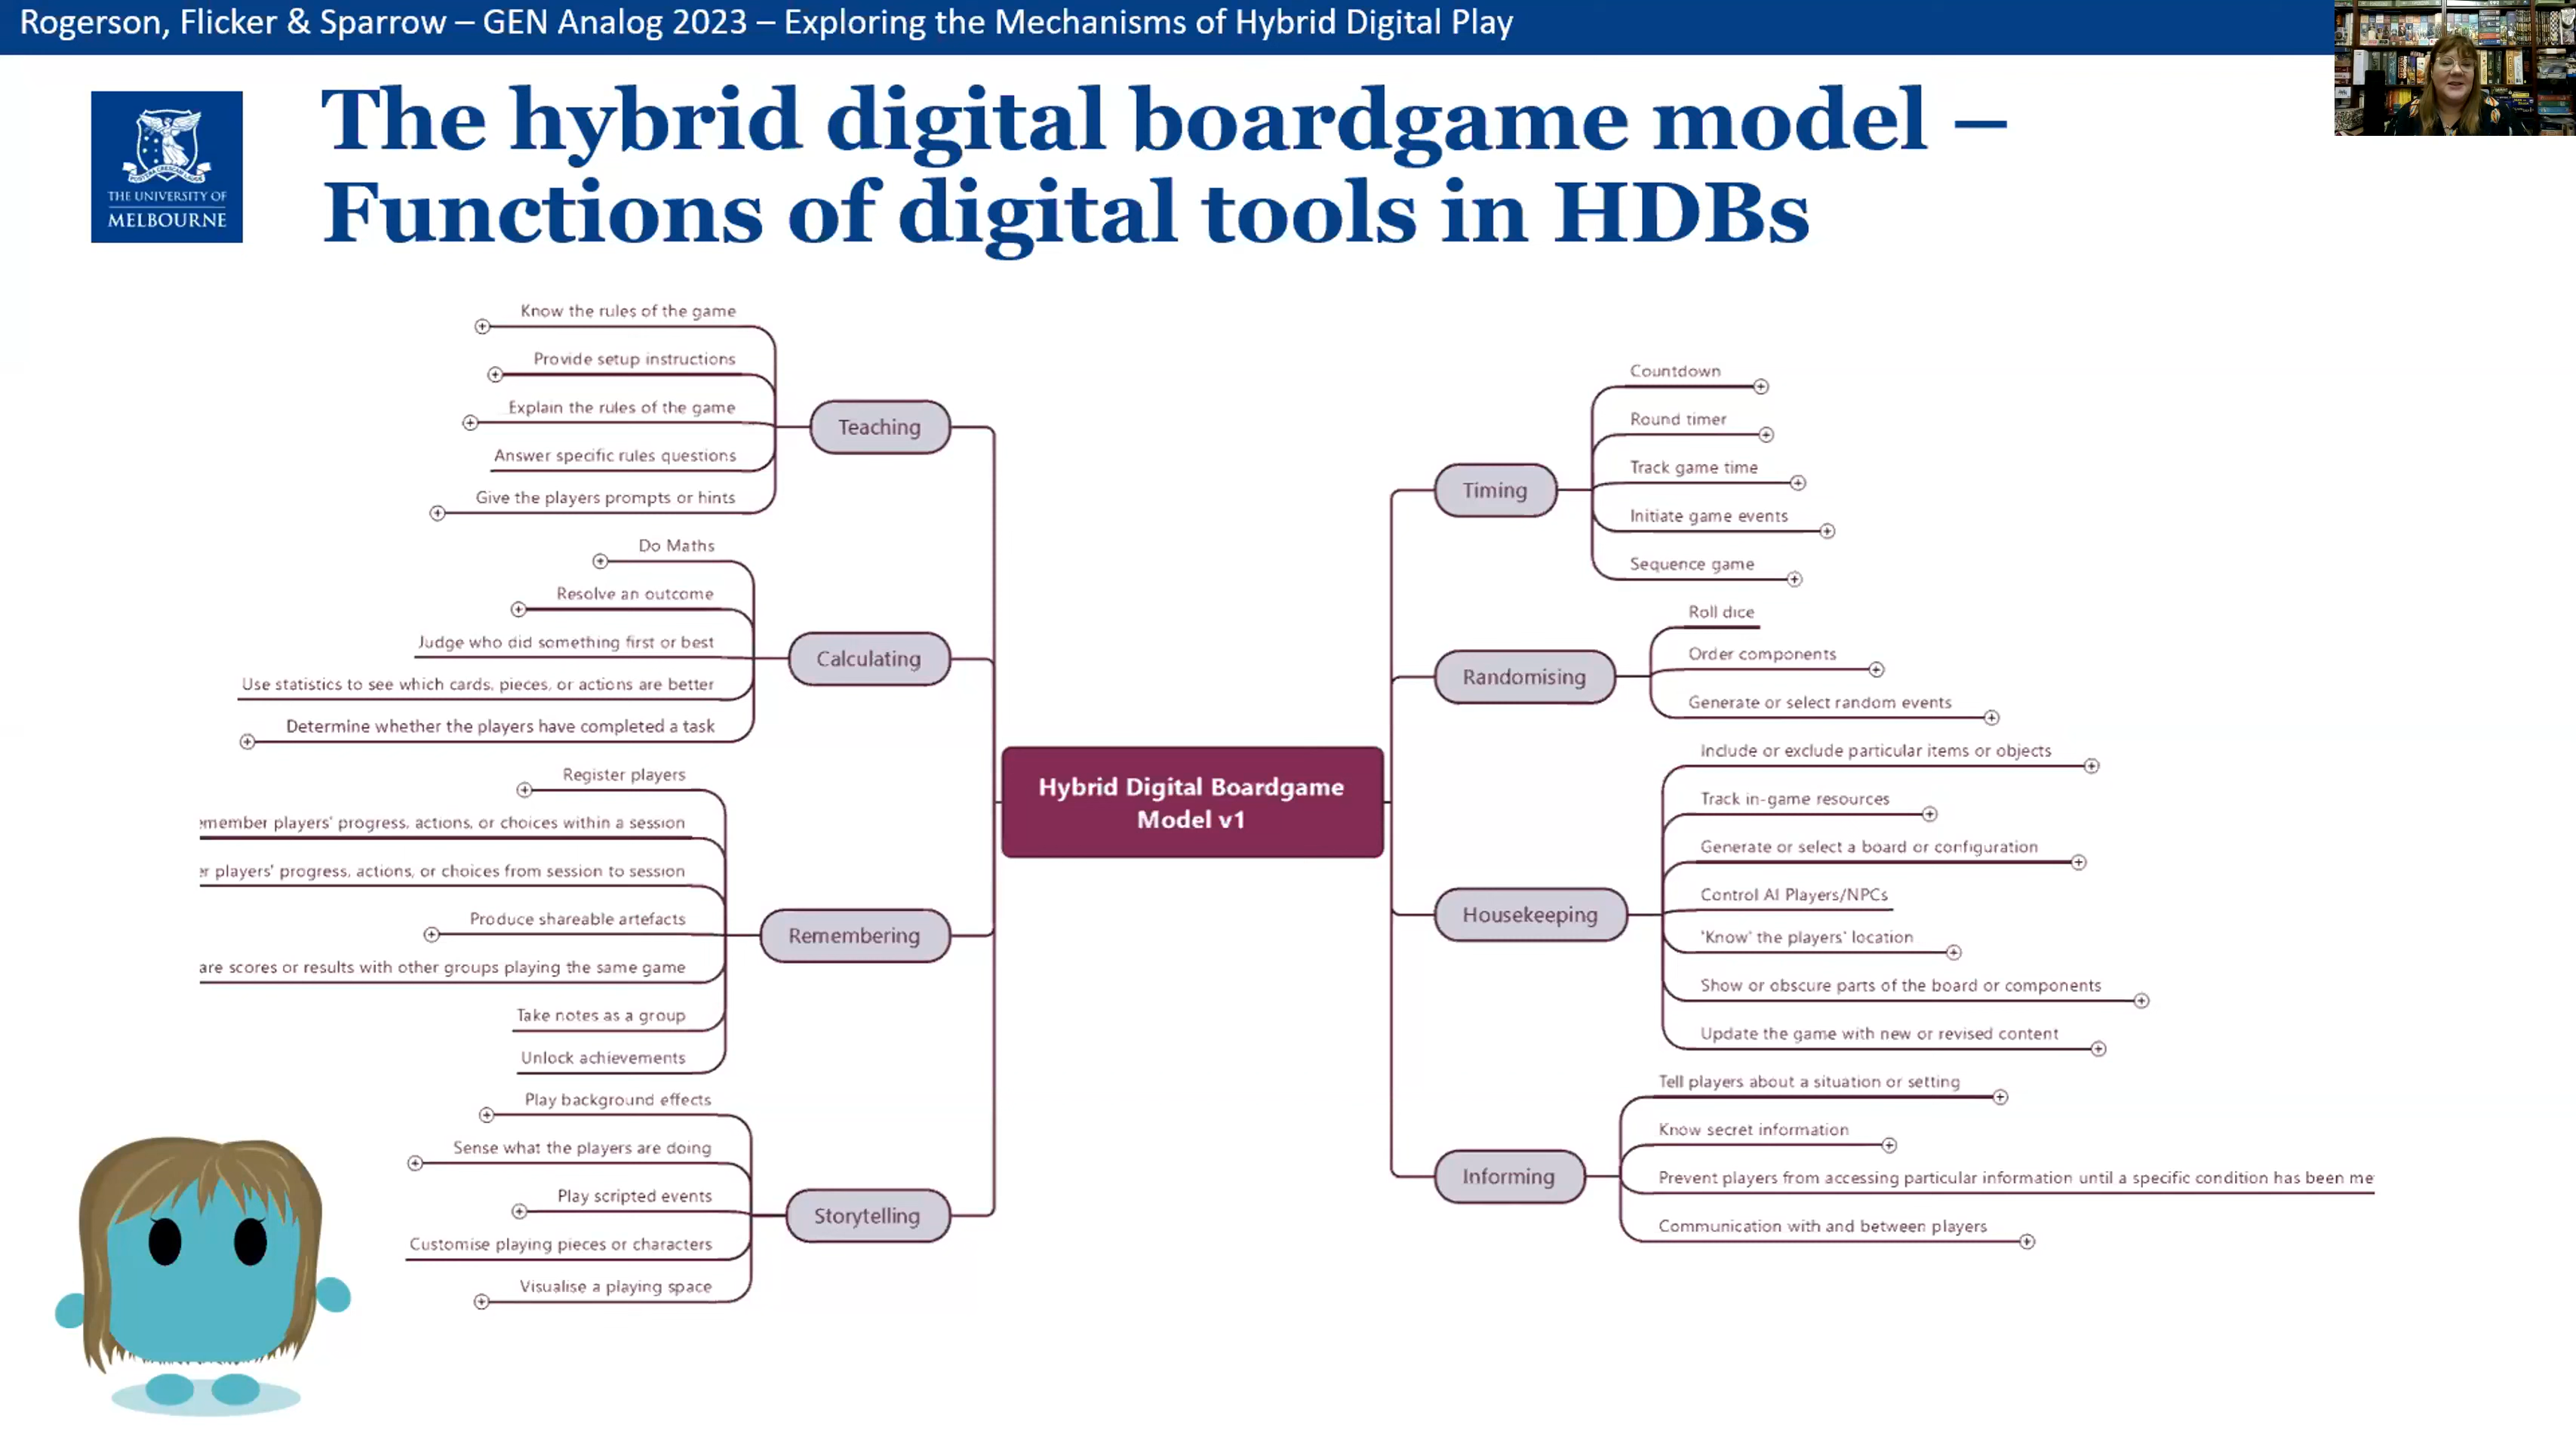 Rogerson, Flicker & Sparrow – GEN Analog 2023 – Exploring the Mechanisms of Hybrid Digital Play
THE UNIVERSITY OF
MELBOURNE
The hybrid digital boardgame model –
Functions of digital tools in HDBs
Know the rules of the game
Provide setup instructions
Explain the rules of the game
Answer specific rules questions
Give the players prompts or hints
Teaching
Do Maths
Resolve an outcome
Judge who did something first or best
Use statistics to see which cards, pieces, or actions are better
Determine whether the players have completed a task
Calculating
Register players
players' progress, actions, or choices within a session
players' progress, actions, or choices from session to session
Produce shareable artefacts
scores or results with other groups playing the same game
Take notes as a group
Unlock achievements
Remembering
Play background effects
Sense what the players are doing
Play scripted events
Customise playing pieces or characters
Visualise a playing space
Storytelling
Hybrid Digital Boardgame
Model v1
Timing
Countdown
Round timer
Track game time
Initiate game events
Sequence game
Randomising
Roll dice
Order components
Generate or select random events
Housekeeping
Include or exclude particular items or objects
Track in-game resources
Generate or select a board or configuration
Control AI Players/NPCs
'Know' the players' location
Show or obscure parts of the board or components
Update the game with new or revised content
Informing
Tell players about a situation or setting
Know secret information
Prevent players from accessing particular information until a specific condition has been
Communication with and between players